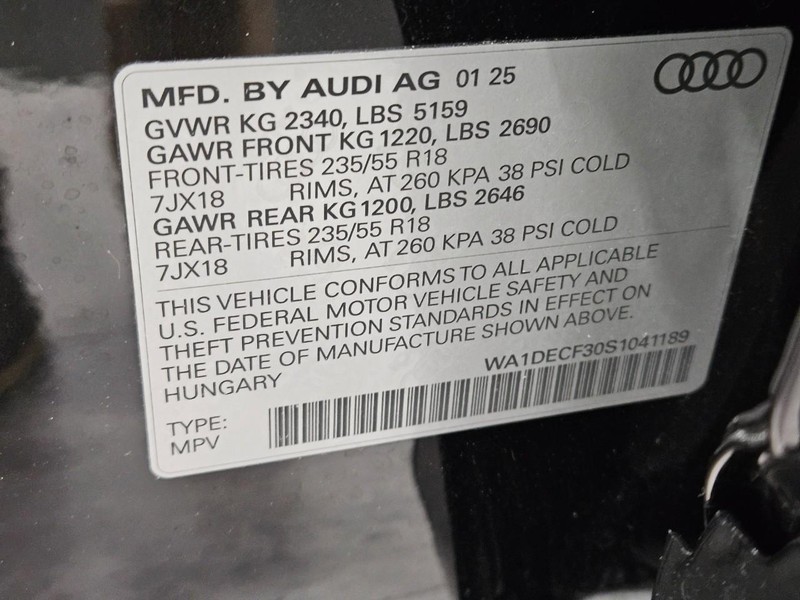 MFD. BY AUDI AG 01 25
GVWR KG 2340, LBS 5159
GAWR FRONT KG 1220, LBS 2690
FRONT-TIRES 235/55 R18
7JX18 RIMS, AT 260 KPA 38 PSI COLD
GAWR REAR KG 1200, LBS 2646
REAR-TIRES 235/55 R18
7JX18 RIMS, AT 260 KPA 38 PSI COLD
THIS VEHICLE CONFORMS TO ALL APPLICABLE
U.S. FEDERAL MOTOR VEHICLE SAFETY AND
THEFT PREVENTION STANDARDS IN EFFECT ON
THE DATE OF MANUFACTURE SHOWN ABOVE.
HUNGARY WA1DECF30S1041189
TYPE:
MPV